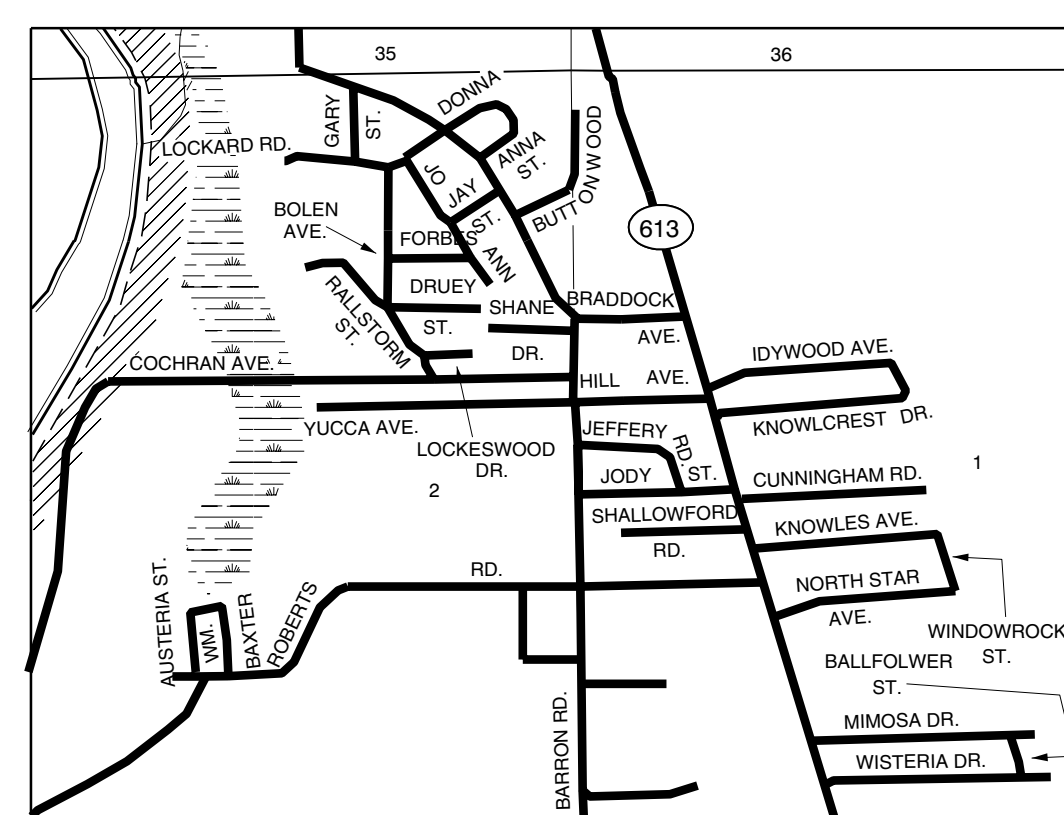 35
36
DONNA
GARY
ST.
LOCKARD RD.
ANNA
ST.
BUTTONWOOD
JO
JAY
ST.
ANN
BOLEN
AVE.
FORBES
613
DRUEY
ST.
RALLSTORM
ST.
SHANE
DR.
BRADDOCK
AVE.
COCHRAN AVE.
HILL AVE.
IDYWOOD AVE.
YUCCA AVE.
KNOWLCREST DR.
JEFFERY
RD.
LOCKESWOOD
DR.
JODY ST.
CUNNINGHAM RD.
1
2
SHALLOWFORD
RD.
KNOWLES AVE.
ROBERTS
RD.
NORTH STAR
AVE.
AUSTERIA ST.
WM.
BAXTER
WINDOWROCK
ST.
BALLFOLWER
ST.
BARRON RD.
MIMOSA DR.
WISTERIA DR.